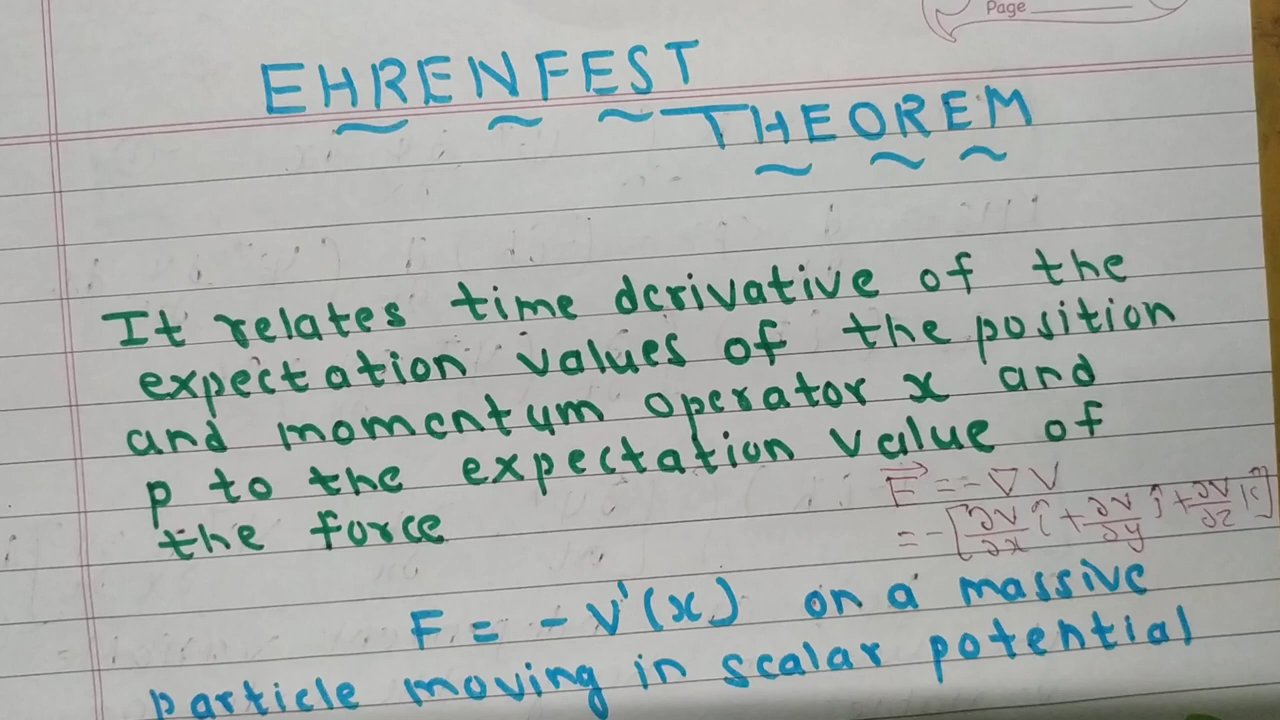 Page
EHRENFEST
THEOREM
It relates time derivative of the
expectation values of the position
and momentum operator x and
p to the expectation value of
the force
F⃗ = -∇V
= -[∂V/∂x î + ∂V/∂y ĵ + ∂V/∂z k̂]
F = -V'(x) on a massive
particle moving in scalar potential